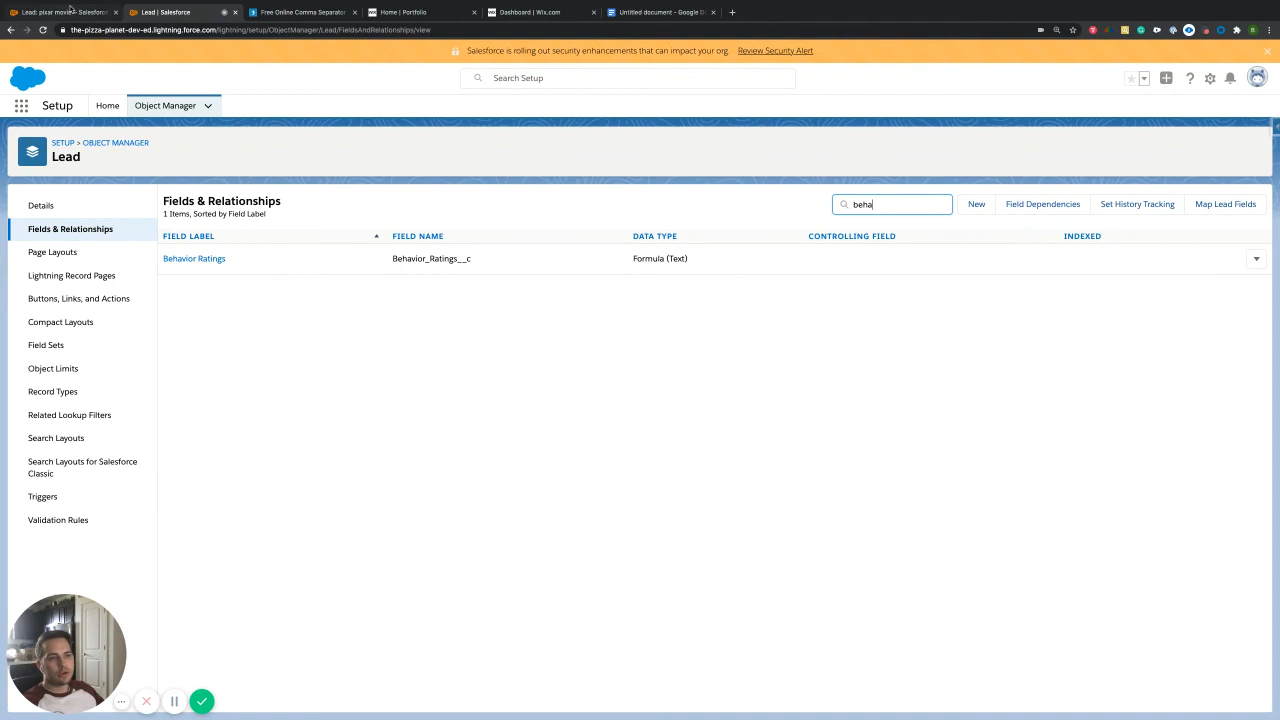 Lead: pixar movie - Salesforc
Lead | Salesforce
Free Online Comma Separator
Home | Portfolio
Dashboard | Wix.com
Untitled document - Google D
the-pizza-planet-dev-ed.lightning.force.com/lightning/setup/ObjectManager/Lead/FieldsAndRelationships/view
Salesforce is rolling out security enhancements that can impact your org. Review Security Alert
Search Setup
Setup Home Object Manager
SETUP > OBJECT MANAGER
Lead
Details
Fields & Relationships
Page Layouts
Lightning Record Pages
Buttons, Links, and Actions
Compact Layouts
Field Sets
Object Limits
Record Types
Related Lookup Filters
Search Layouts
Search Layouts for Salesforce
Classic
Triggers
Validation Rules
Fields & Relationships
1 Items, Sorted by Field Label
beha
New Field Dependencies Set History Tracking Map Lead Fields
FIELD LABEL FIELD NAME DATA TYPE CONTROLLING FIELD INDEXED
Behavior Ratings Behavior_Ratings__c Formula (Text)